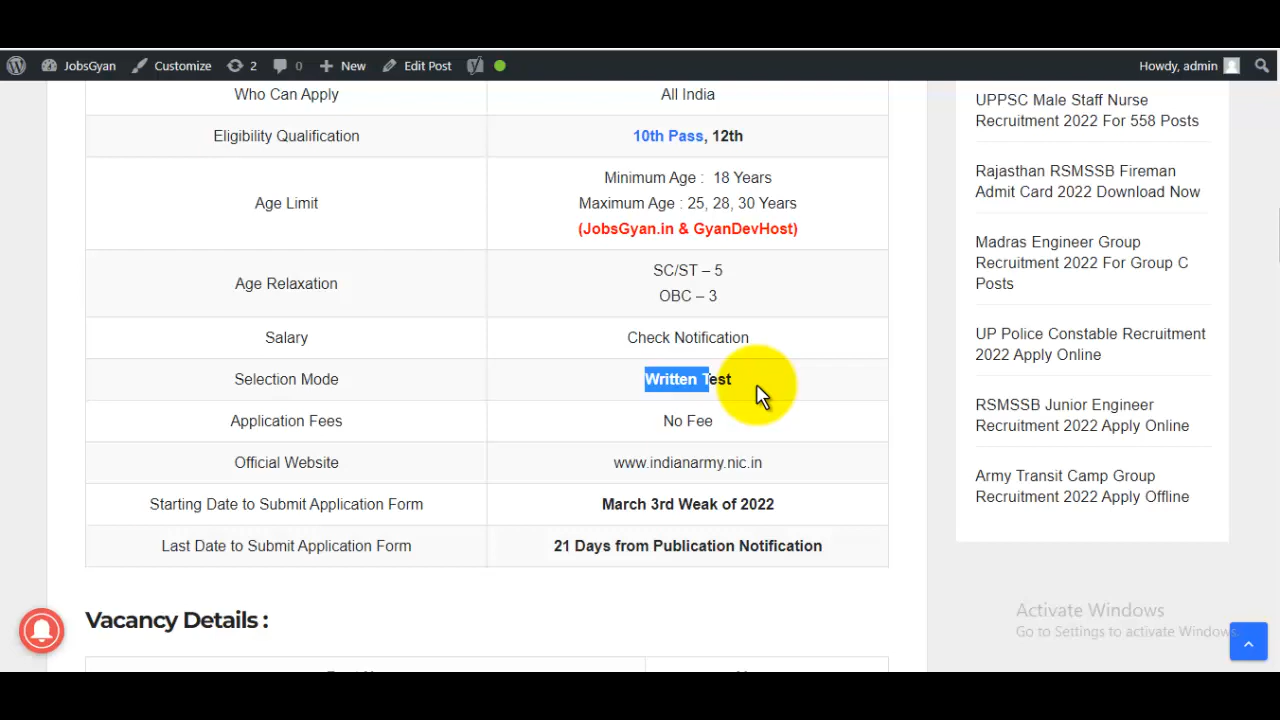 JobsGyan Customize 2 0 New Edit Post Howdy, admin
Who Can Apply All India
Eligibility Qualification 10th Pass, 12th
Age Limit
Minimum Age : 18 Years
Maximum Age : 25, 28, 30 Years
(JobsGyan.in & GyanDevHost)
Age Relaxation
SC/ST – 5
OBC – 3
Salary Check Notification
Selection Mode Written Test
Application Fees No Fee
Official Website www.indianarmy.nic.in
Starting Date to Submit Application Form March 3rd Weak of 2022
Last Date to Submit Application Form 21 Days from Publication Notification
Vacancy Details :
UPPSC Male Staff Nurse
Recruitment 2022 For 558 Posts
Rajasthan RSMSSB Fireman
Admit Card 2022 Download Now
Madras Engineer Group
Recruitment 2022 For Group C
Posts
UP Police Constable Recruitment
2022 Apply Online
RSMSSB Junior Engineer
Recruitment 2022 Apply Online
Army Transit Camp Group
Recruitment 2022 Apply Offline
Activate Windows
Go to Settings to activate Windows.